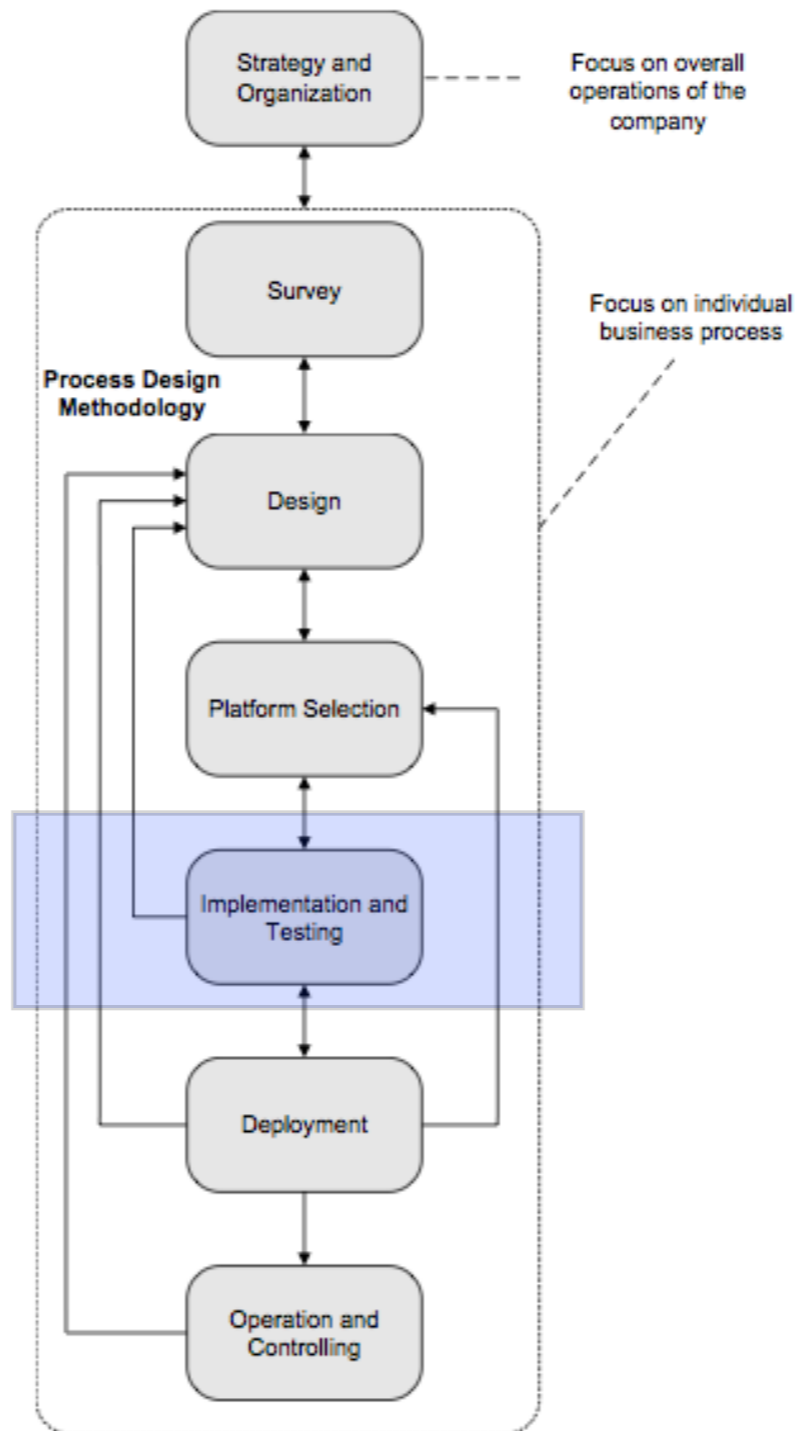 Strategy and
Organization
Focus on overall
operations of the
company
Survey
Focus on individual
business process
Process Design
Methodology
Design
Platform Selection
Implementation and
Testing
Deployment
Operation and
Controlling